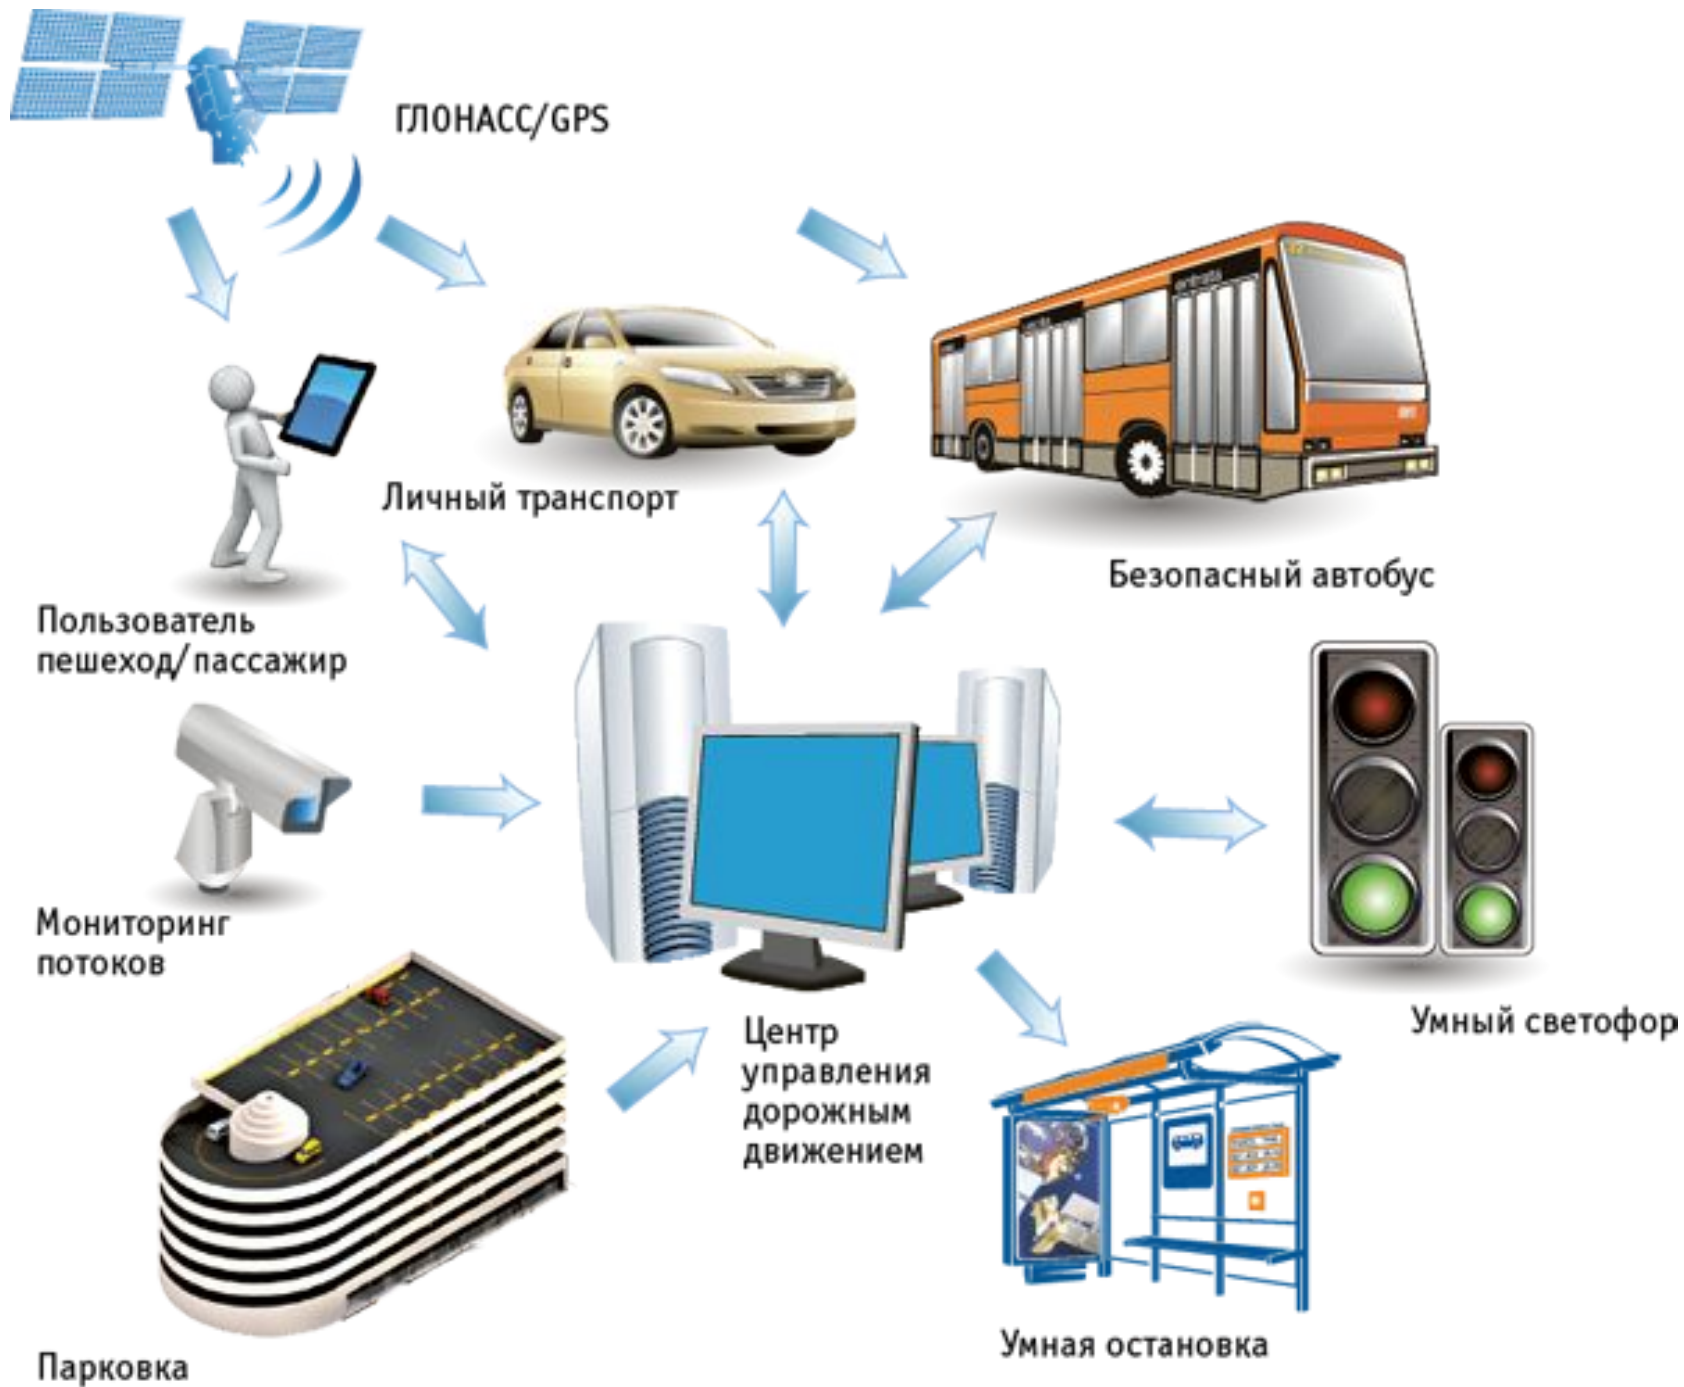 ГЛОНАСС/GPS
Личный транспорт
Безопасный автобус
Пользователь
пешеход/пассажир
Мониторинг
потоков
Умный светофор
Центр
управления
дорожным
движением
Умная остановка
Парковка